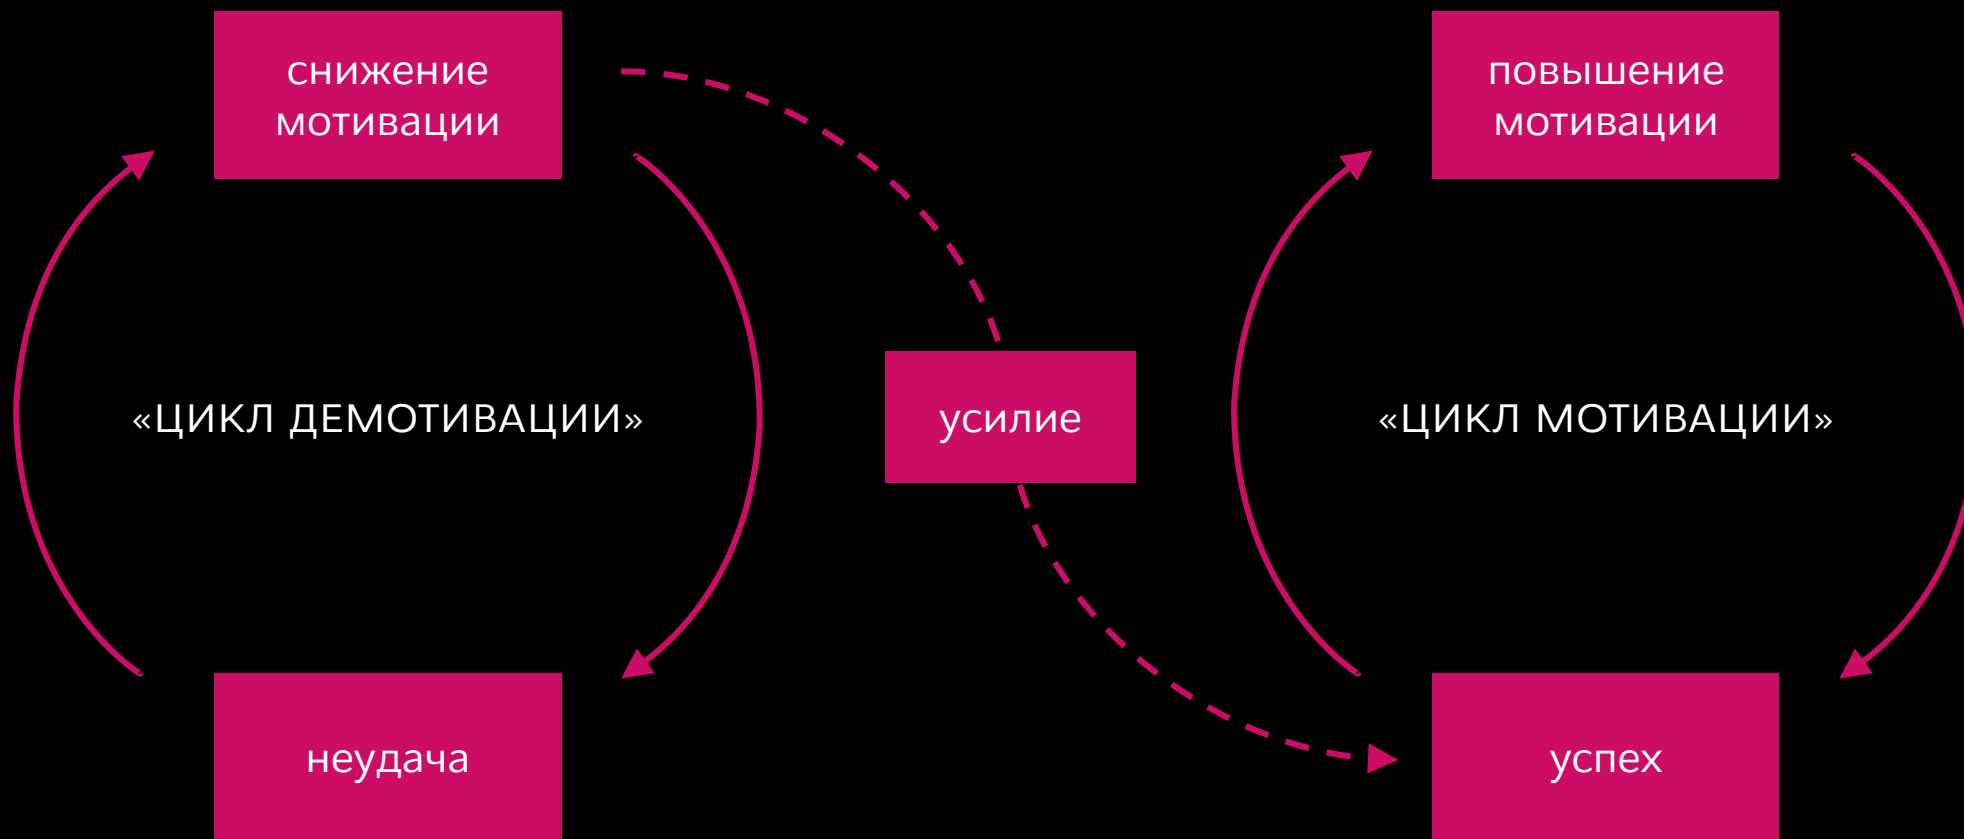 снижение
мотивации
повышение
мотивации
«ЦИКЛ ДЕМОТИВАЦИИ»
усилие
«ЦИКЛ МОТИВАЦИИ»
неудача
успех